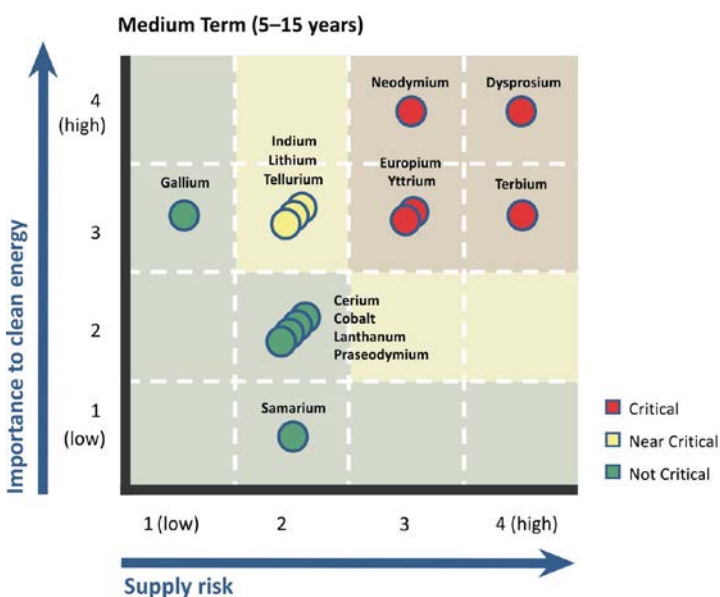 Medium Term (5–15 years)
Importance to clean energy
4
(high)
3
2
1
(low)
Neodymium
Dysprosium
Indium
Lithium
Tellurium
Europium
Yttrium
Gallium
Terbium
Cerium
Cobalt
Lanthanum
Praseodymium
Samarium
Critical
Near Critical
Not Critical
1 (low)
2
3
4 (high)
Supply risk